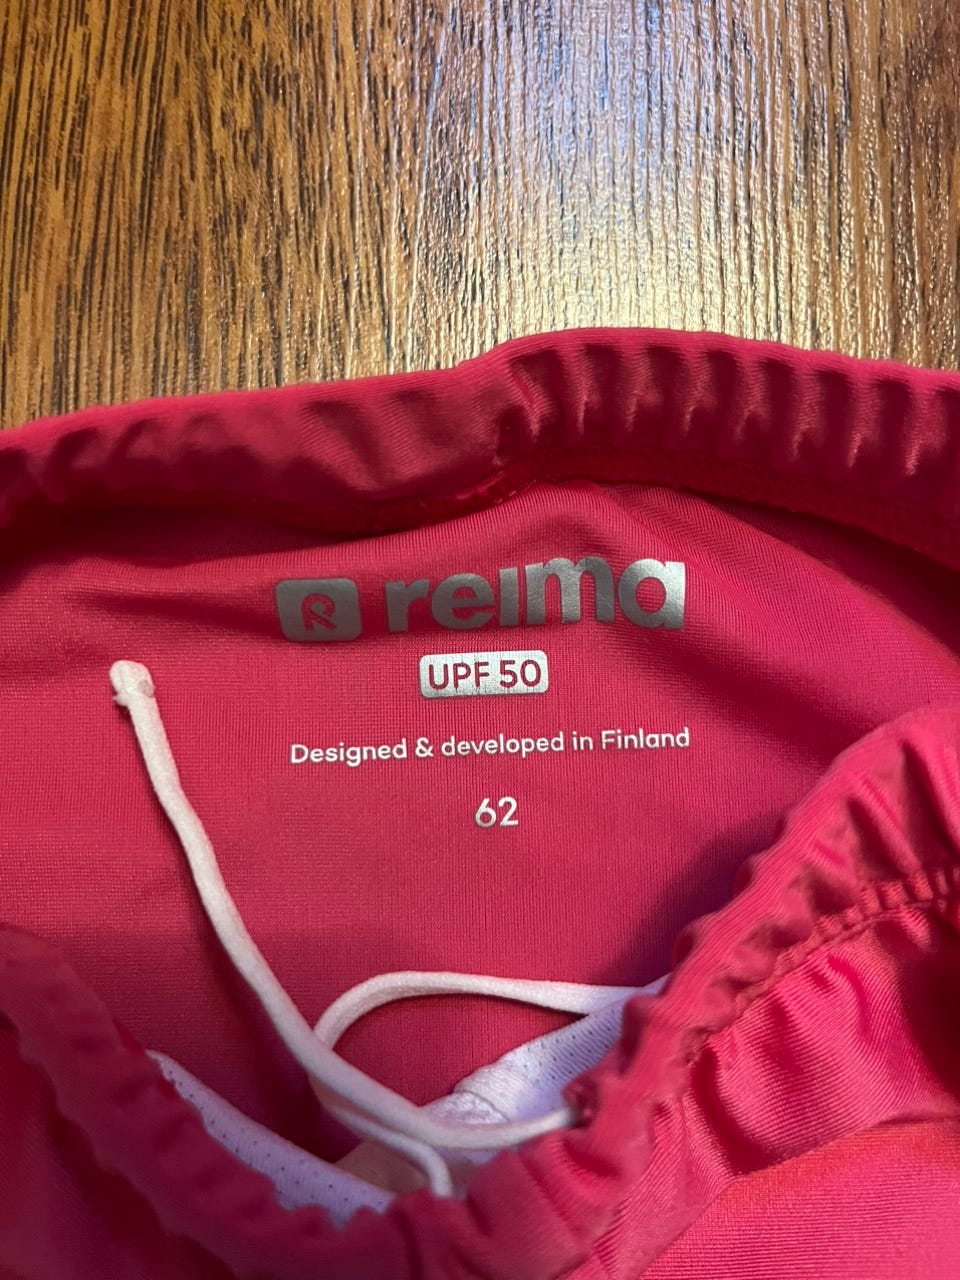 reima
UPF 50
Designed & developed in Finland
62